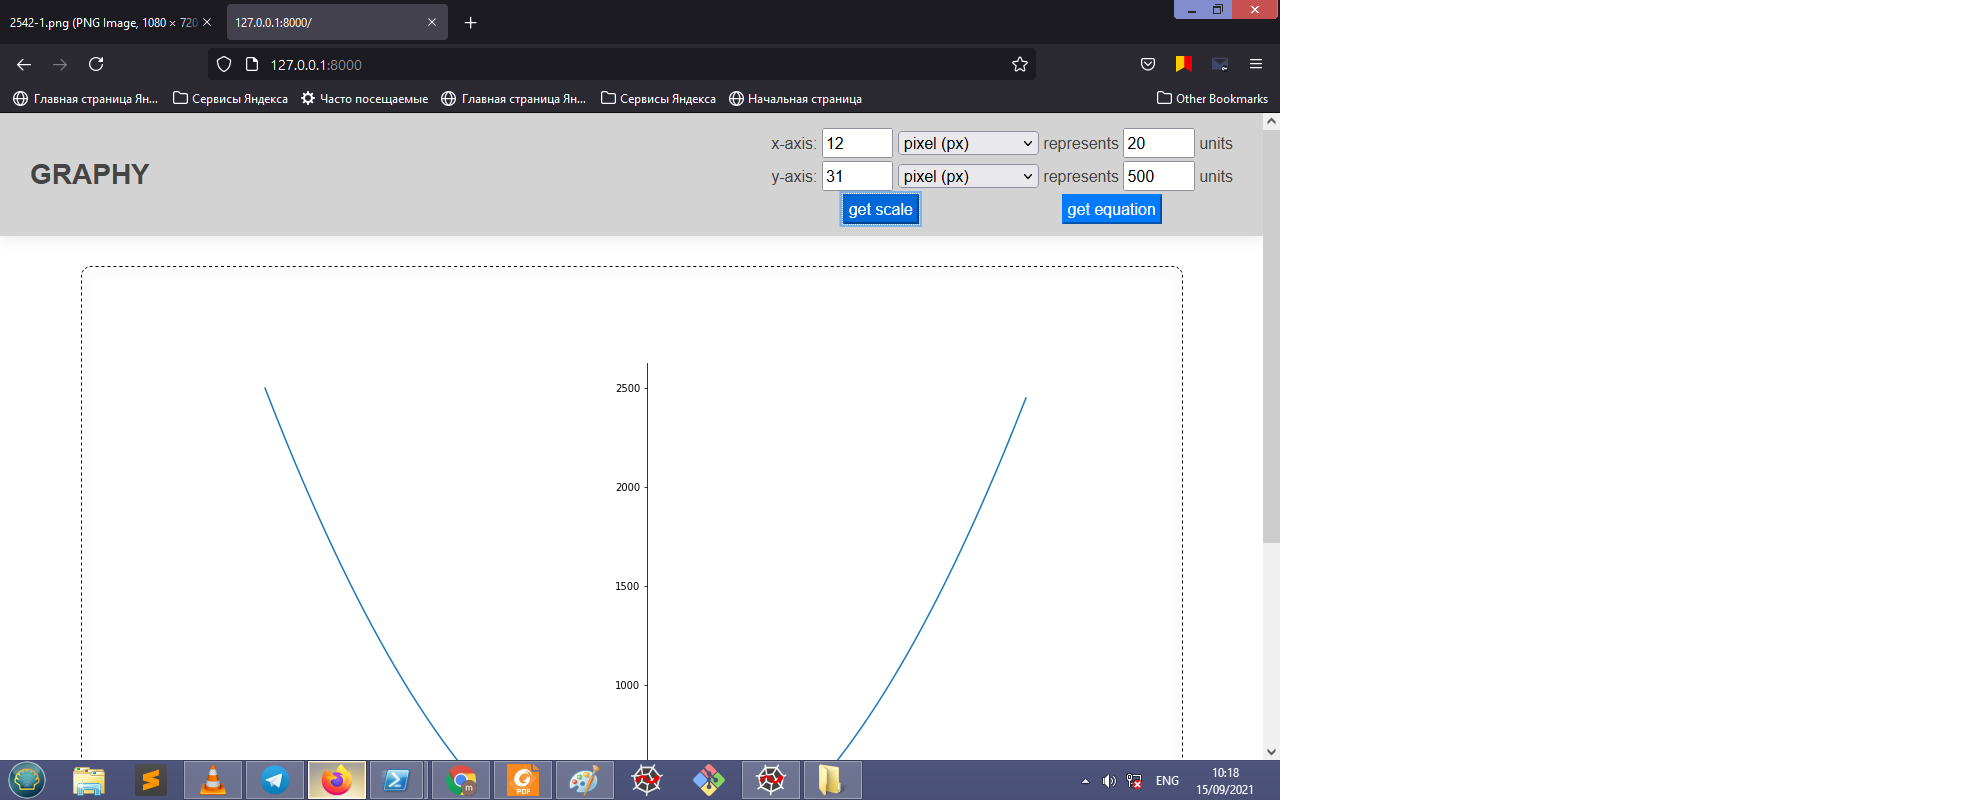 2542-1.png (PNG Image, 1080 × 720
127.0.0.1:8000/
127.0.0.1:8000
Главная страница Ян...
Сервисы Яндекса
Часто посещаемые
Главная страница Ян...
Сервисы Яндекса
Начальная страница
Other Bookmarks
GRAPHY
x-axis: 12 pixel (px) represents 20 units
y-axis: 31 pixel (px) represents 500 units
get scale
get equation
2500
2000
1500
1000
m
PDF
ENG
10:18
15/09/2021